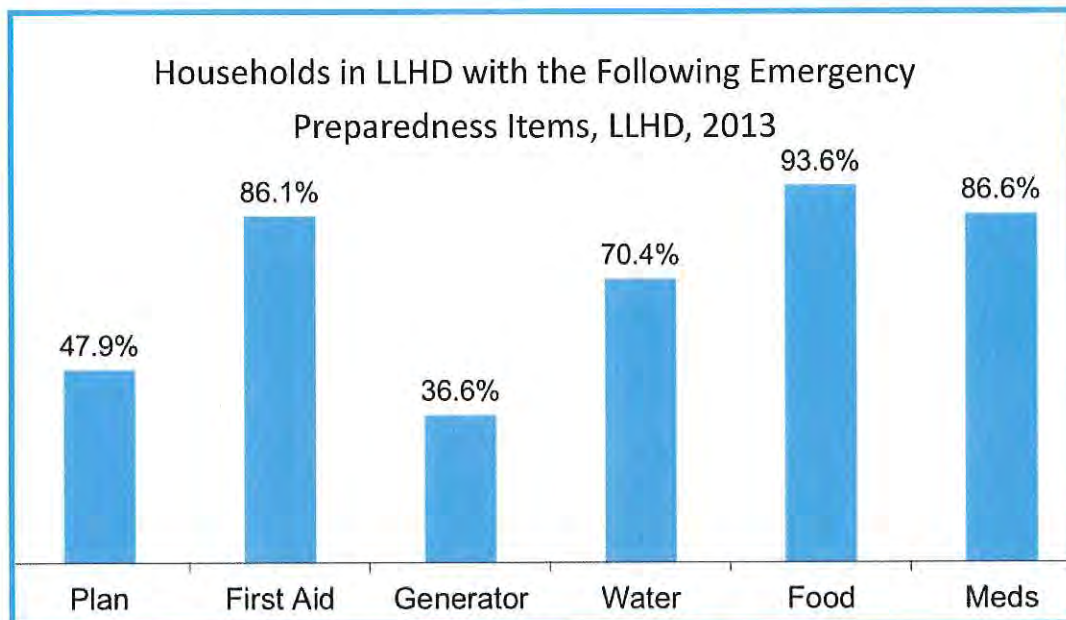 Households in LLHD with the Following Emergency
Preparedness Items, LLHD, 2013
47.9%
86.1%
36.6%
70.4%
93.6%
86.6%
Plan
First Aid
Generator
Water
Food
Meds